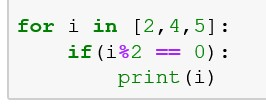 for i in [2,4,5]:
    if(i%2 == 0):
        print(i)